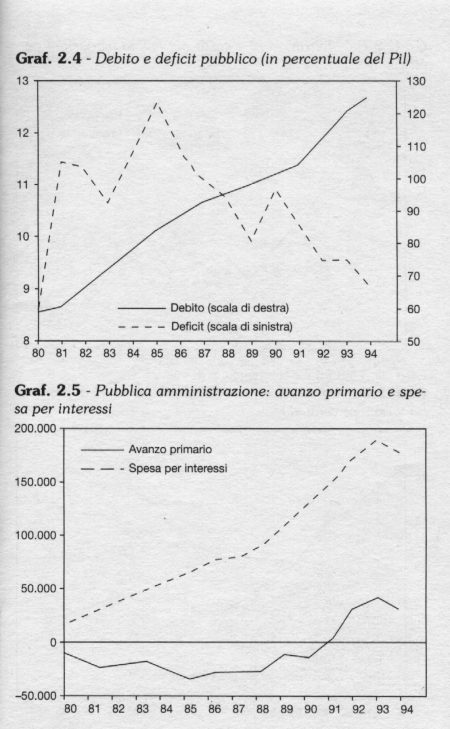 Graf. 2.4 - Debito e deficit pubblico (in percentuale del Pil)
13 130
12 120
110
11 100
90
10 80
70
9 60
8 50
Debito (scala di destra)
Deficit (scala di sinistra)
80 81 82 83 84 85 86 87 88 89 90 91 92 93 94
Graf. 2.5 - Pubblica amministrazione: avanzo primario e spe-
sa per interessi
200.000
150.000
100.000
50.000
0
–50.000
Avanzo primario
Spesa per interessi
80 81 82 83 84 85 86 87 88 89 90 91 92 93 94